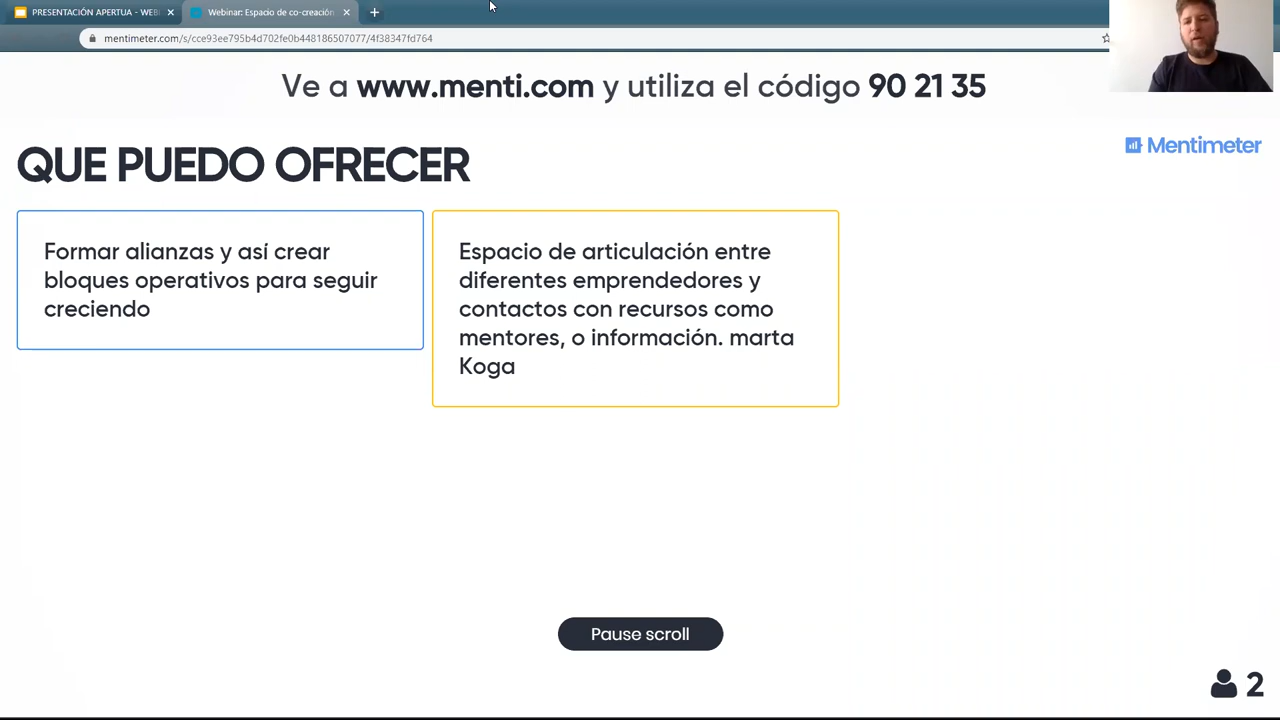 PRESENTACIÓN APERTUA - WEB
Webinar: Espacio de co-creación
mentimeter.com/s/cce93ee795b4d702fe0b448186507077/4f38347fd764
Ve a www.menti.com y utiliza el código 90 21 35
Mentimeter
QUE PUEDO OFRECER
Formar alianzas y así crear
bloques operativos para seguir
creciendo
Espacio de articulación entre
diferentes emprendedores y
contactos con recursos como
mentores, o información. marta
Koga
Pause scroll
2